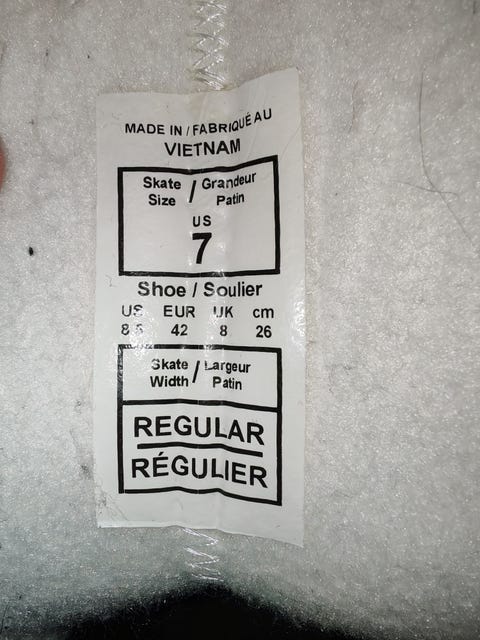 MADE IN / FABRIQUÉ AU
VIETNAM
Skate / Grandeur
Size Patin
US
7
Shoe / Soulier
US EUR UK cm
8.5 42 8 26
Skate / Largeur
Width Patin
REGULAR
RÉGULIER